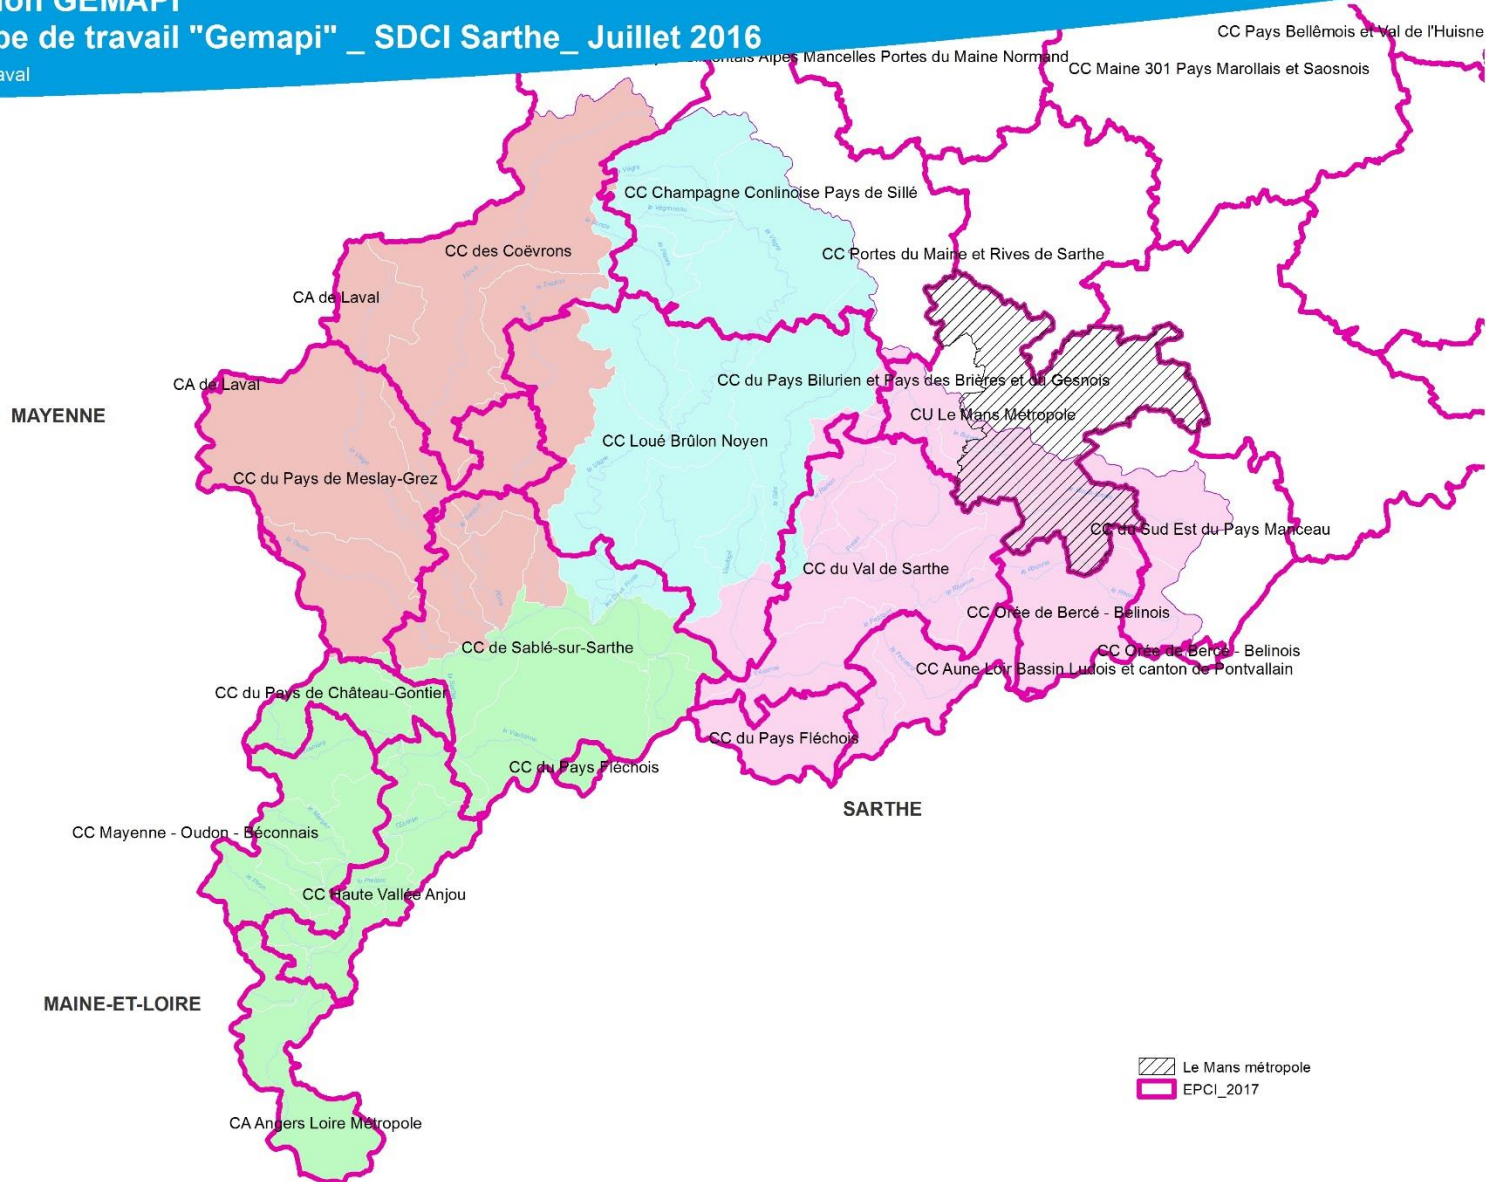 ion GEMAPI
pe de travail "Gemapi" _ SDCI Sarthe_ Juillet 2016
aval
CC Pays Bellêmois et Val de l'Huisne
Alpes Mancelles Portes du Maine Normand
CC Maine 301 Pays Marollais et Saosnois
CC Champagne Conlinoise Pays de Sillé
CC des Coëvrons
CC Portes du Maine et Rives de Sarthe
CA de Laval
CA de Laval
CC du Pays Bilurien et Pays des Brières et du Gesnois
MAYENNE
CU Le Mans Métropole
CC Loué Brûlon Noyen
CC du Pays de Meslay-Grez
CC du Sud Est du Pays Manceau
CC du Val de Sarthe
CC Orée de Bercé - Belinois
CC de Sablé-sur-Sarthe
CC Orée de Bercé - Belinois
CC Aune Loir Bassin Ludois et canton de Pontvallain
CC du Pays de Château-Gontier
CC du Pays Fléchois
CC du Pays Fléchois
SARTHE
CC Mayenne - Oudon - Béconnais
CC Haute Vallée Anjou
MAINE-ET-LOIRE
Le Mans métropole
EPCI_2017
CA Angers Loire Métropole